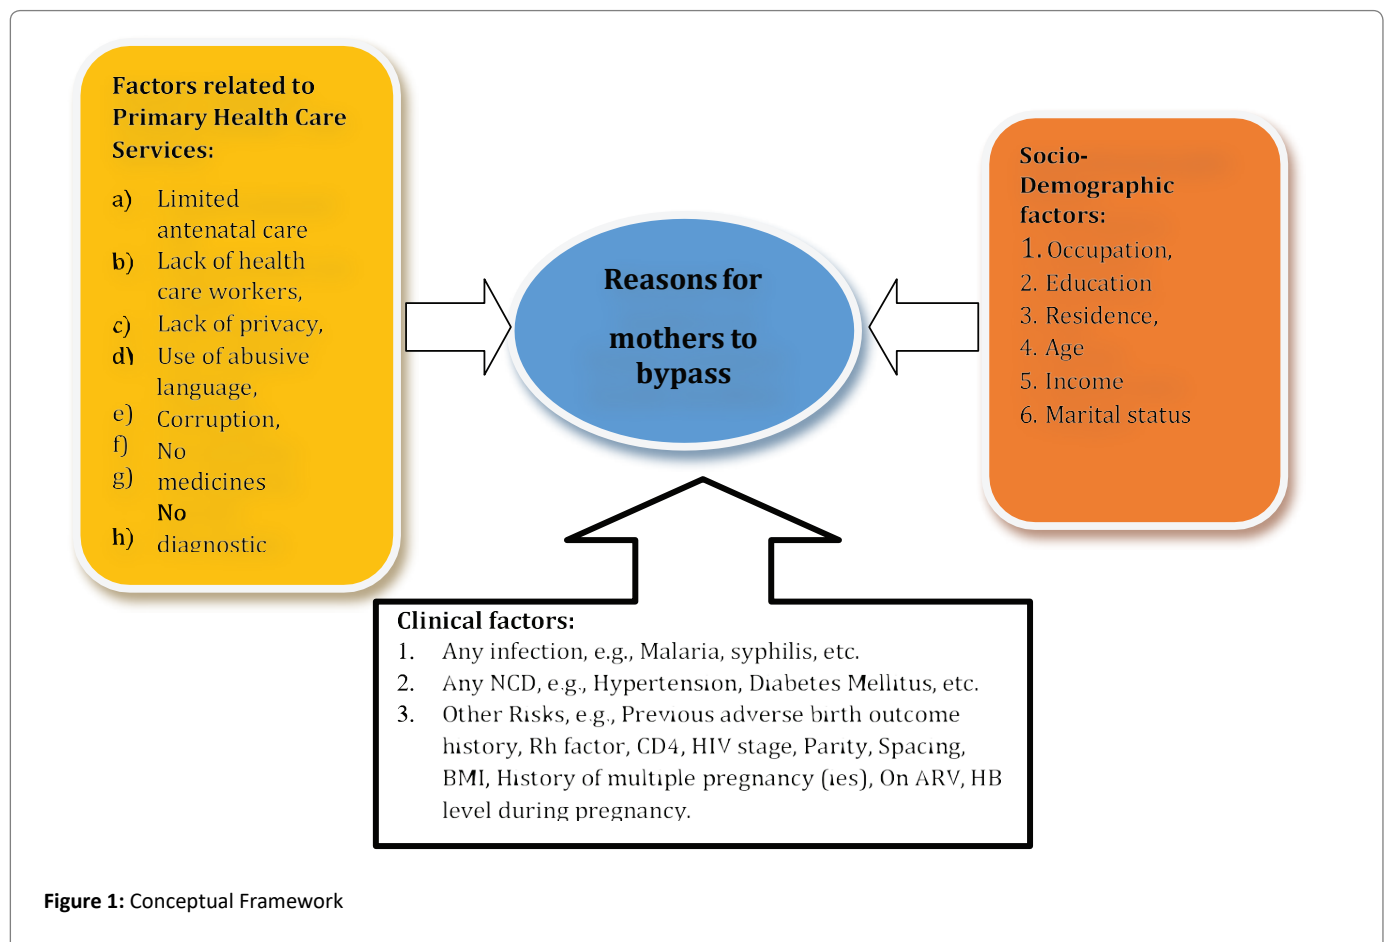 Factors related to
Primary Health Care
Services:
a) Limited
antenatal care
b) Lack of health
care workers,
c) Lack of privacy,
d) Use of abusive
language,
e) Corruption,
f) No
g) medicines
No
h) diagnostic
Reasons for
mothers to
bypass
Socio-
Demographic
factors:
1. Occupation,
2. Education
3. Residence,
4. Age
5. Income
6. Marital status
Clinical factors:
1. Any infection, e.g., Malaria, syphilis, etc.
2. Any NCD, e.g., Hypertension, Diabetes Mellitus, etc.
3. Other Risks, e.g., Previous adverse birth outcome
history, Rh factor, CD4, HIV stage, Parity, Spacing,
BMI, History of multiple pregnancy (ies), On ARV, HB
level during pregnancy.
Figure 1: Conceptual Framework